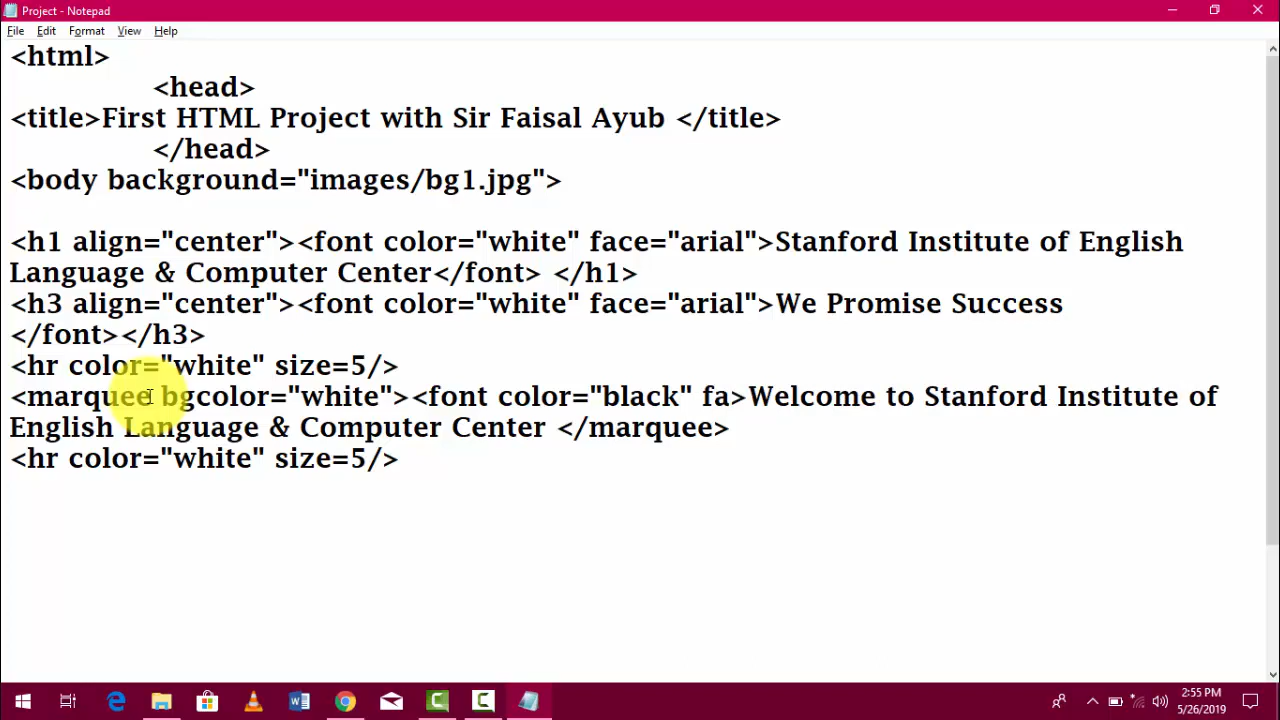 Project - Notepad
File Edit Format View Help
<html>
<head>
<title>First HTML Project with Sir Faisal Ayub </title>
</head>
<body background="images/bg1.jpg">
<h1 align="center"><font color="white" face="arial">Stanford Institute of English
Language & Computer Center</font> </h1>
<h3 align="center"><font color="white" face="arial">We Promise Success
</font></h3>
<hr color="white" size=5/>
<marquee bgcolor="white"><font color="black" fa>Welcome to Stanford Institute of
English Language & Computer Center </marquee>
<hr color="white" size=5/>
2:55 PM
5/26/2019